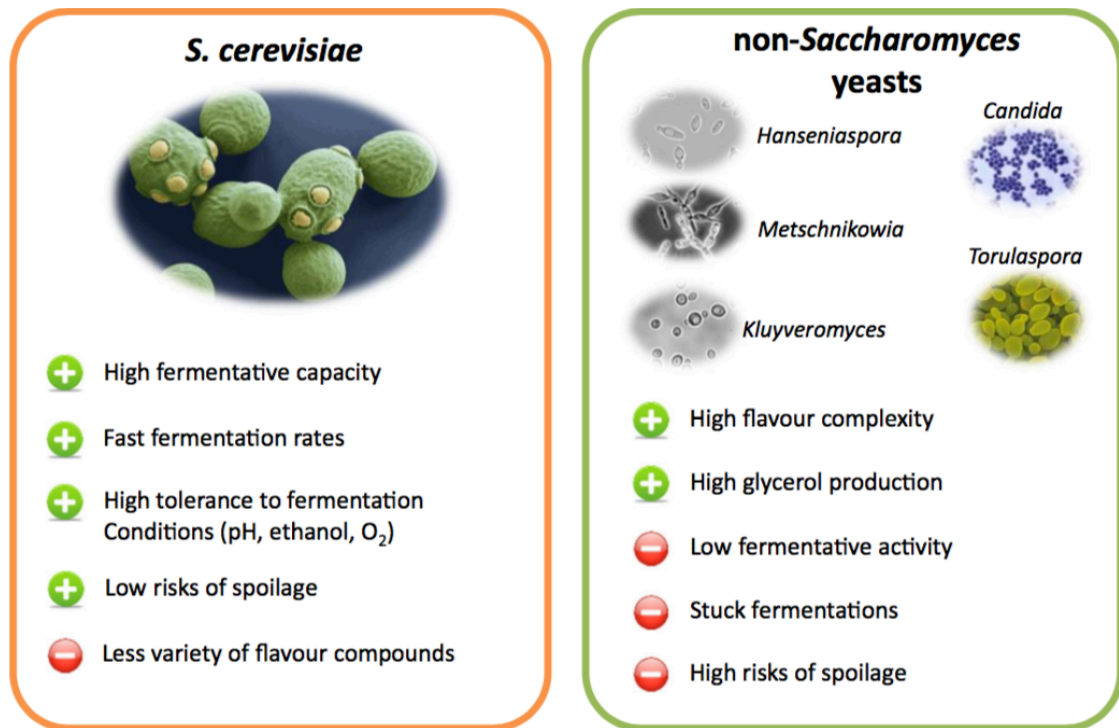 S. cerevisiae
High fermentative capacity
Fast fermentation rates
High tolerance to fermentation
Conditions (pH, ethanol, O₂)
Low risks of spoilage
Less variety of flavour compounds
non-Saccharomyces
yeasts
Hanseniaspora
Candida
Metschnikowia
Torulaspora
Kluyveromyces
High flavour complexity
High glycerol production
Low fermentative activity
Stuck fermentations
High risks of spoilage